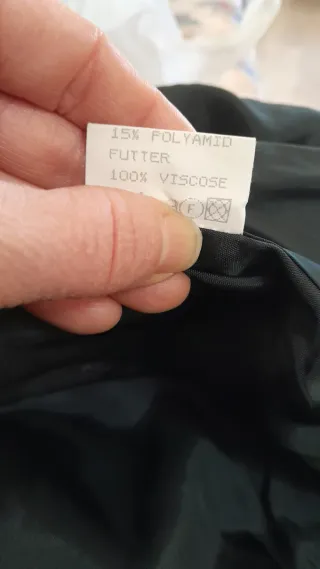 15% POLYAMID
FUTTER
100% VISCOSE
F